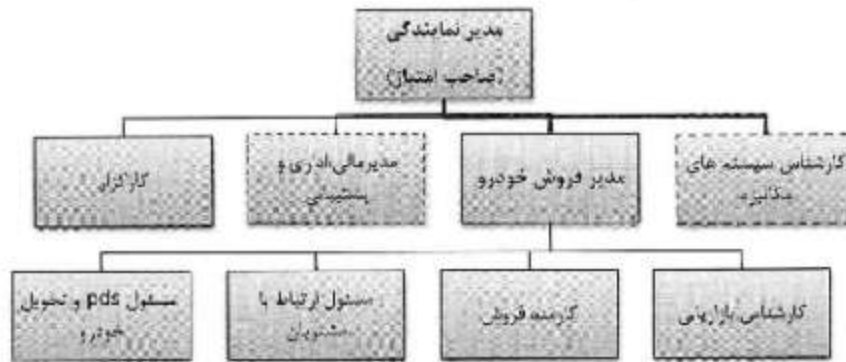 مدیر نمایندگی
(صاحب امتیاز)
کارشناس سیستم های
مکانیزه
مدیر فروش خودرو
مدیرمالی،اداری و
پشتیبانی
کارگزار
کارشناس بازاریابی
کارمند فروش
مسئول ارتباط با
مشتریان
مسئول pds و تحویل
خودرو